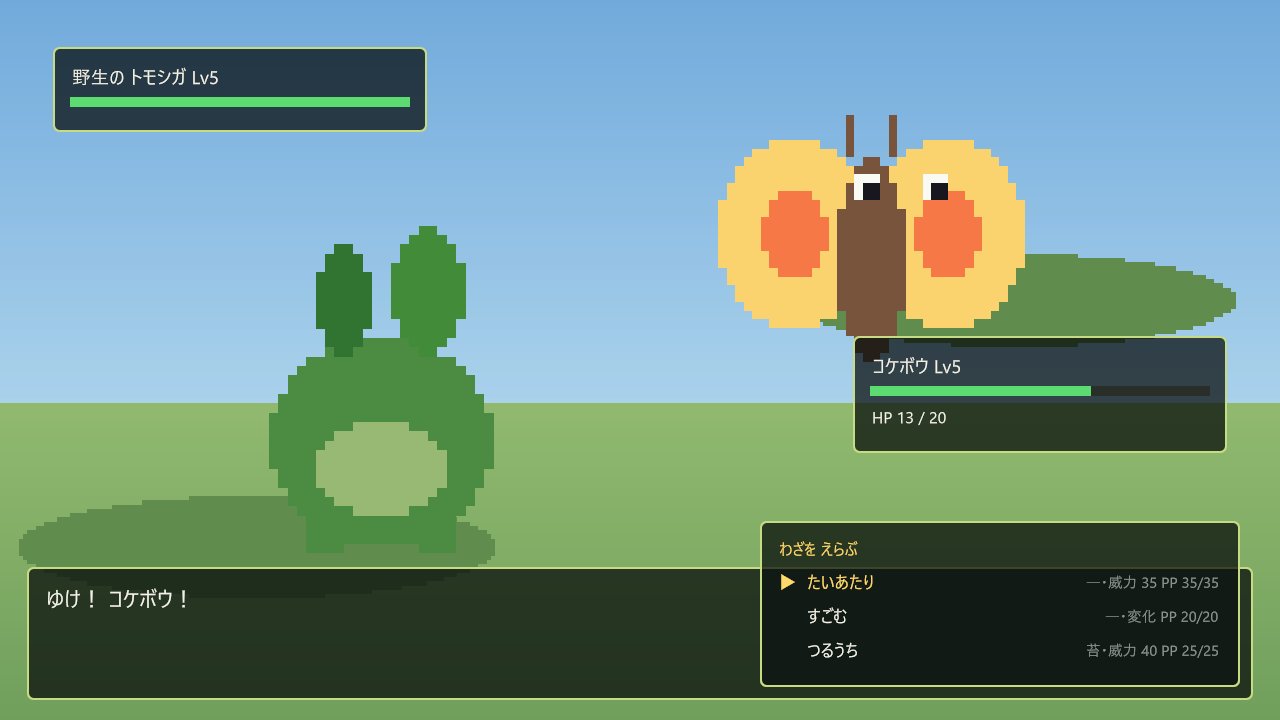 野生の トモシガ Lv5
コケボウ Lv5
HP 13 / 20
ゆけ！ コケボウ！
わざを えらぶ
▶ たいあたり ―・威力 35 PP 35/35
すごむ ―・変化 PP 20/20
つるうち 苔・威力 40 PP 25/25